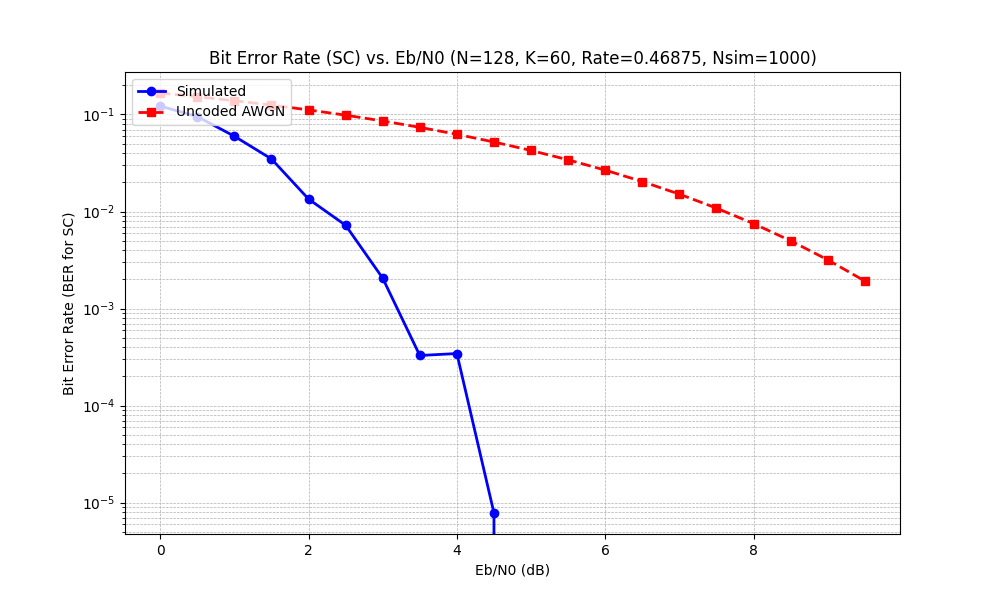 Bit Error Rate (SC) vs. Eb/N0 (N=128, K=60, Rate=0.46875, Nsim=1000)
Simulated
Uncoded AWGN
Bit Error Rate (BER for SC)
10⁻¹
10⁻²
10⁻³
10⁻⁴
10⁻⁵
0 2 4 6 8
Eb/N0 (dB)